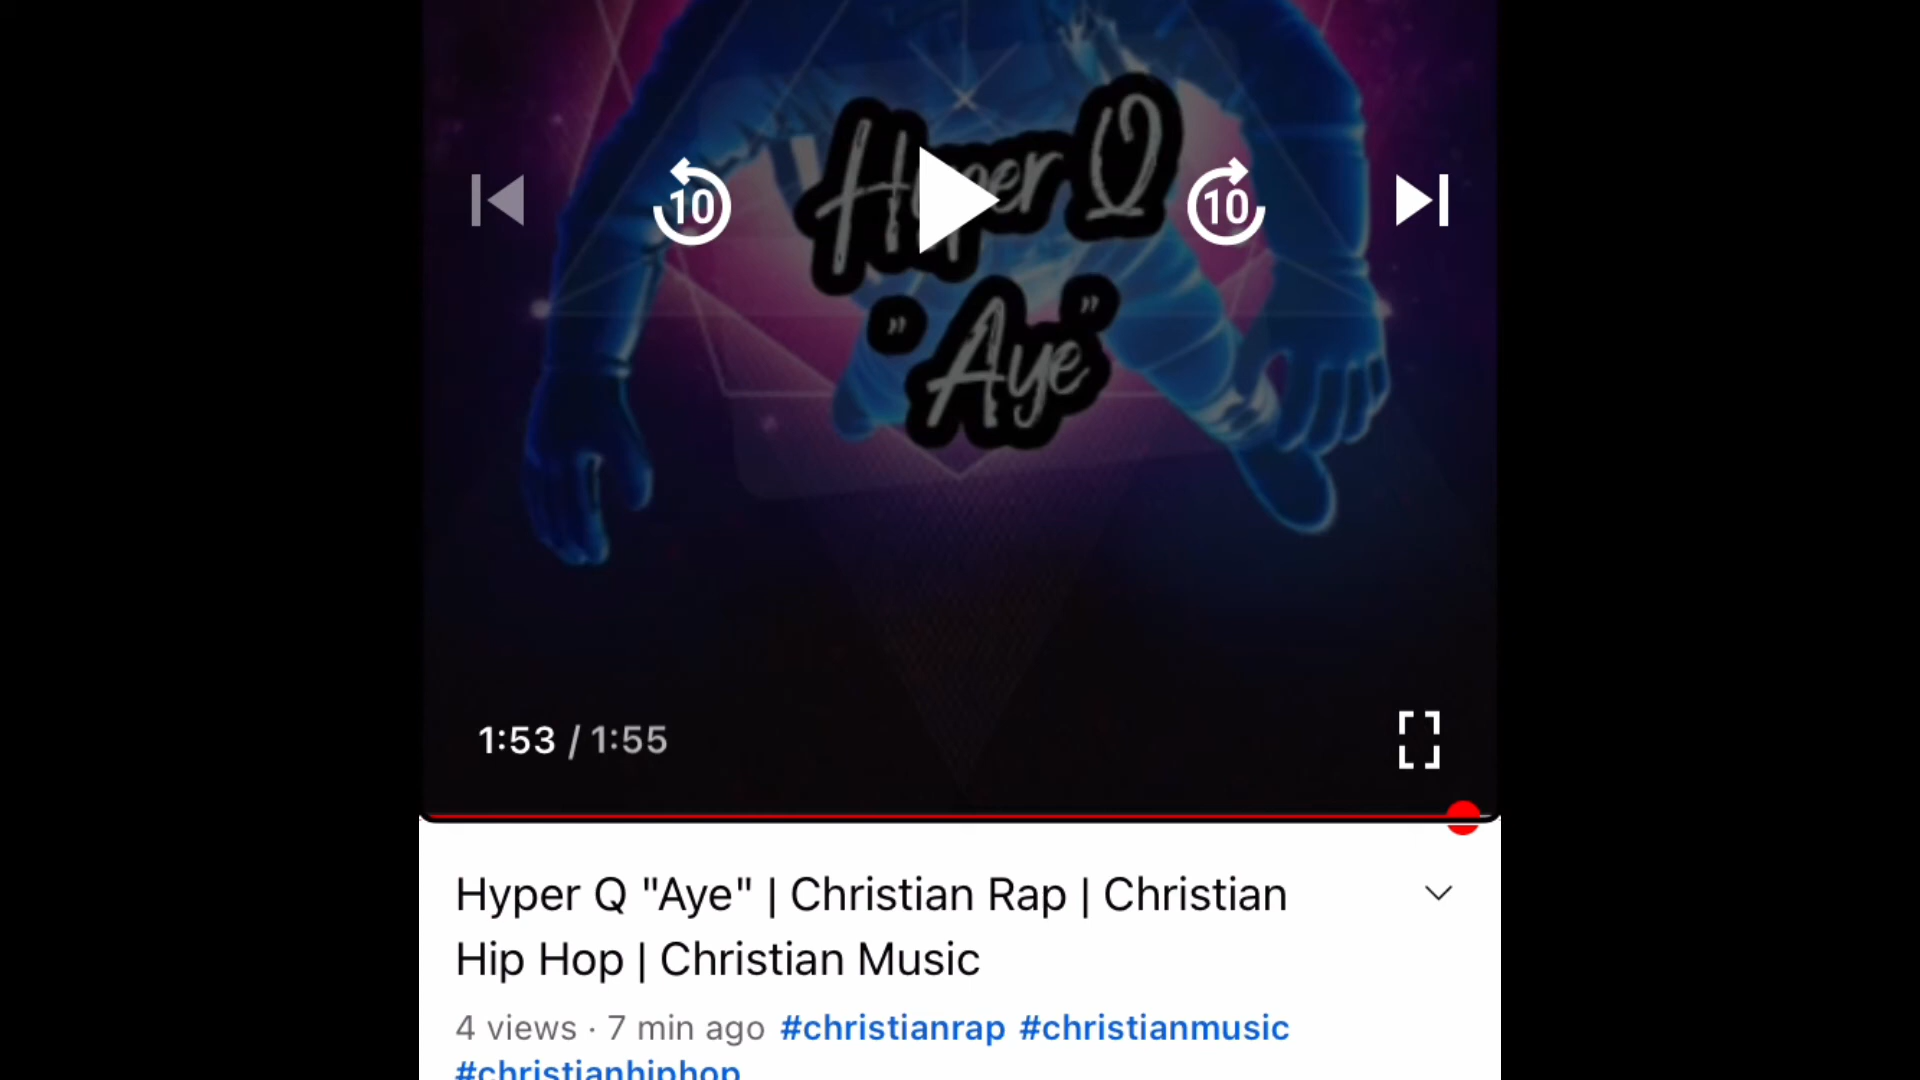 Hyper Q
"Aye"
10
10
1:53 / 1:55
Hyper Q "Aye" | Christian Rap | Christian
Hip Hop | Christian Music
4 views · 7 min ago #christianrap #christianmusic
#christianhiphop